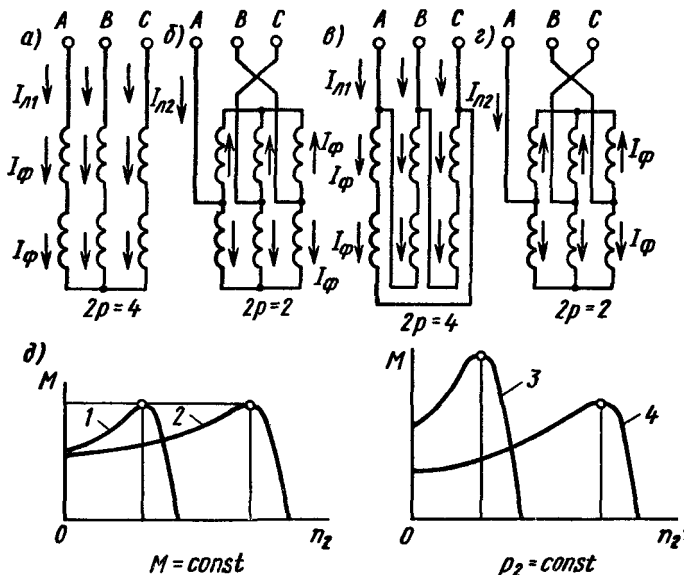 а) A B C
б) A B C
в) A B C
г) A B C
Iл1 Iл2 Iл1 Iл2
Iф Iф Iф Iф
Iф Iф Iф Iф
2p = 4 2p = 2 2p = 4 2p = 2
д)
M 1 2
0 n2
M = const
M 3 4
0 n2
p2 = const